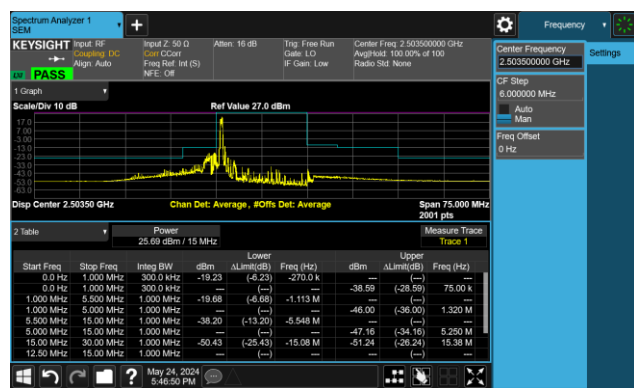 Spectrum Analyzer 1
SEM
Frequency
KEYSIGHT
Input: RF
Coupling: DC
Align: Auto
Input Z: 50 Ω
Corr CCorr
Freq Ref: Int (S)
NFE: Off
Atten: 16 dB
Trig: Free Run
Gate: LO
IF Gain: Low
Center Freq: 2.503500000 GHz
Avg|Hold: 100.00% of 100
Radio Std: None
PASS
Center Frequency
2.503500000 GHz
Settings
CF Step
6.000000 MHz
Auto
Man
Freq Offset
0 Hz
1 Graph
Scale/Div 10 dB
Ref Value 27.0 dBm
17.0
7.00
-3.00
-13.0
-23.0
-33.0
-43.0
-53.0
-63.0
Disp Center 2.50350 GHz
Chan Det: Average, #Offs Det: Average
Span 75.000 MHz
2001 pts
2 Table
Power
25.69 dBm / 15 MHz
Measure Trace
Trace 1
Lower Upper
Start Freq Stop Freq Integ BW dBm ΔLimit(dB) Freq (Hz) dBm ΔLimit(dB) Freq (Hz)
0.0 Hz 1.000 MHz 300.0 kHz -19.23 (-6.23) -270.0 k --- (---) ---
0.0 Hz 1.000 MHz 300.0 kHz --- (---) --- -38.59 (-28.59) 75.00 k
1.000 MHz 5.500 MHz 1.000 MHz -19.68 (-6.68) -1.113 M --- (---) ---
1.000 MHz 5.000 MHz 1.000 MHz --- (---) --- -46.00 (-36.00) 1.320 M
5.500 MHz 15.00 MHz 1.000 MHz -38.20 (-13.20) -5.548 M --- (---) ---
5.000 MHz 15.00 MHz 1.000 MHz --- (---) --- -47.16 (-34.16) 5.250 M
15.00 MHz 30.00 MHz 1.000 MHz -50.43 (-25.43) -15.08 M -51.24 (-26.24) 15.38 M
12.50 MHz 15.00 MHz 1.000 MHz --- (---) --- --- (---) ---
May 24, 2024
5:46:50 PM